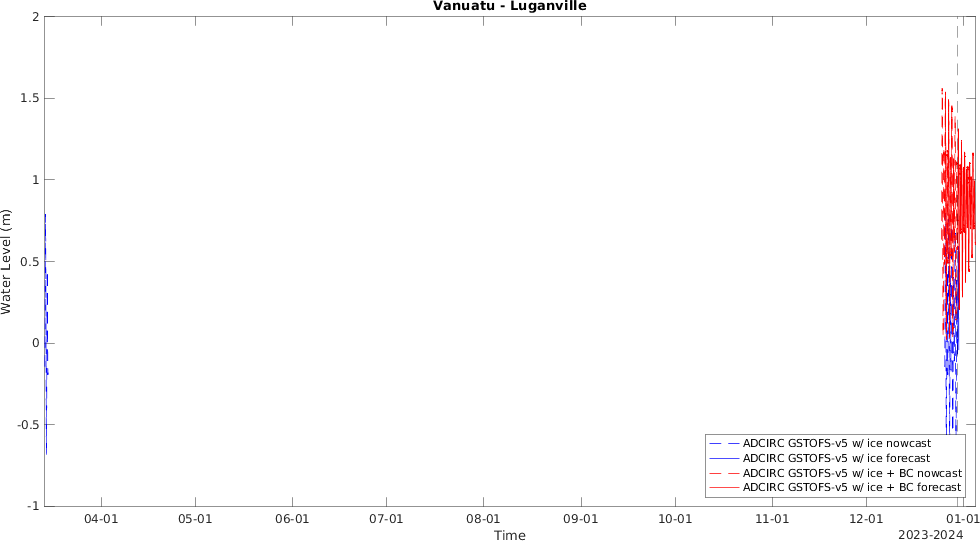 Vanuatu - Luganville
2
1.5
1
0.5
0
-0.5
-1
Water Level (m)
ADCIRC GSTOFS-v5 w/ ice nowcast
ADCIRC GSTOFS-v5 w/ ice forecast
ADCIRC GSTOFS-v5 w/ ice + BC nowcast
ADCIRC GSTOFS-v5 w/ ice + BC forecast
04-01 05-01 06-01 07-01 08-01 09-01 10-01 11-01 12-01 01-01
Time
2023-2024